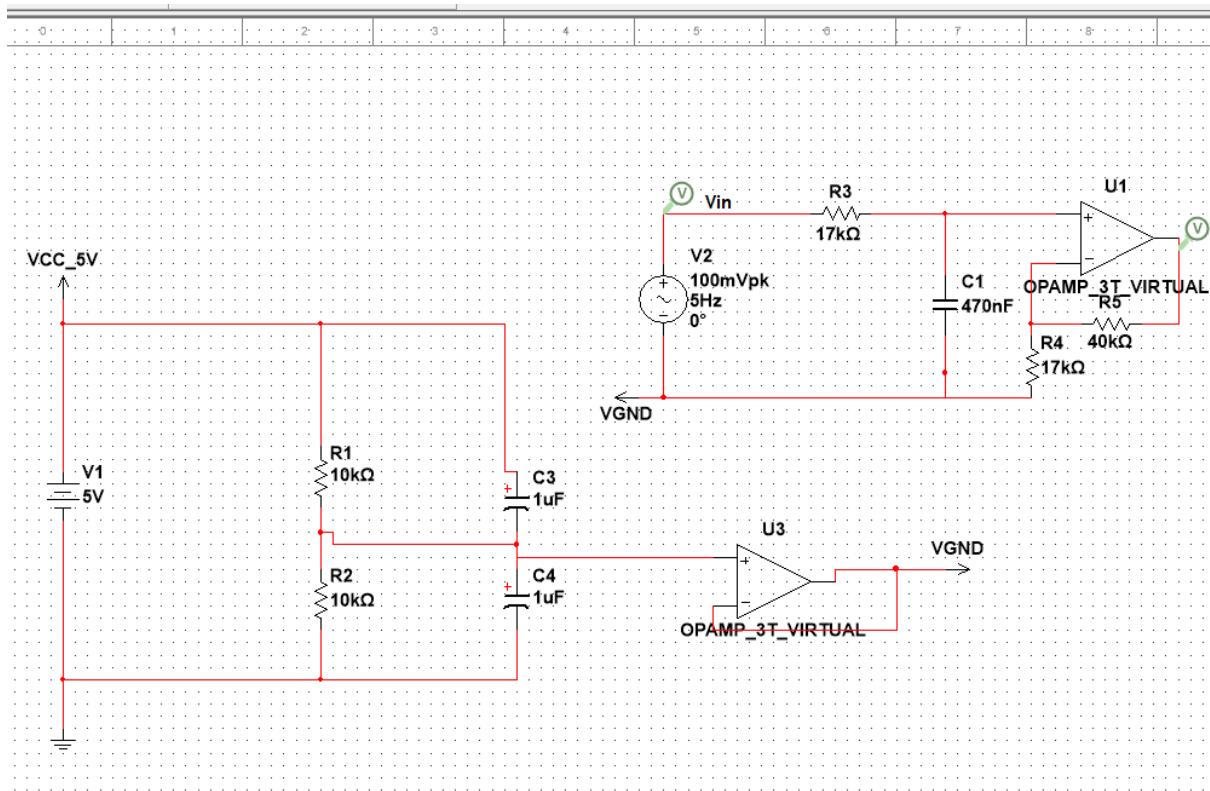 0 1 2 3 4 5 6 7 8
VCC_5V
V1
5V
R1
10kΩ
R2
10kΩ
C3
+
1uF
C4
+
1uF
U3
+
−
OPAMP_3T_VIRTUAL
VGND
V
Vin
V2
100mVpk
5Hz
0°
+
−
VGND
R3
17kΩ
C1
470nF
U1
+
−
OPAMP_3T_VIRTUAL
V
R5
40kΩ
R4
17kΩ